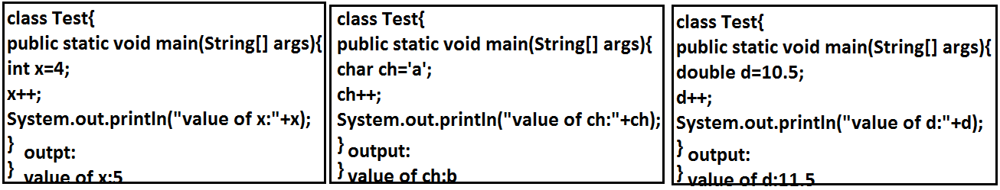 class Test{
public static void main(String[] args){
int x=4;
x++;
System.out.println("value of x:"+x);
}
outpt:
}
value of x:5
class Test{
public static void main(String[] args){
char ch='a';
ch++;
System.out.println("value of ch:"+ch);
}
output:
}
value of ch:b
class Test{
public static void main(String[] args){
double d=10.5;
d++;
System.out.println("value of d:"+d);
}
output:
}
value of d:11.5